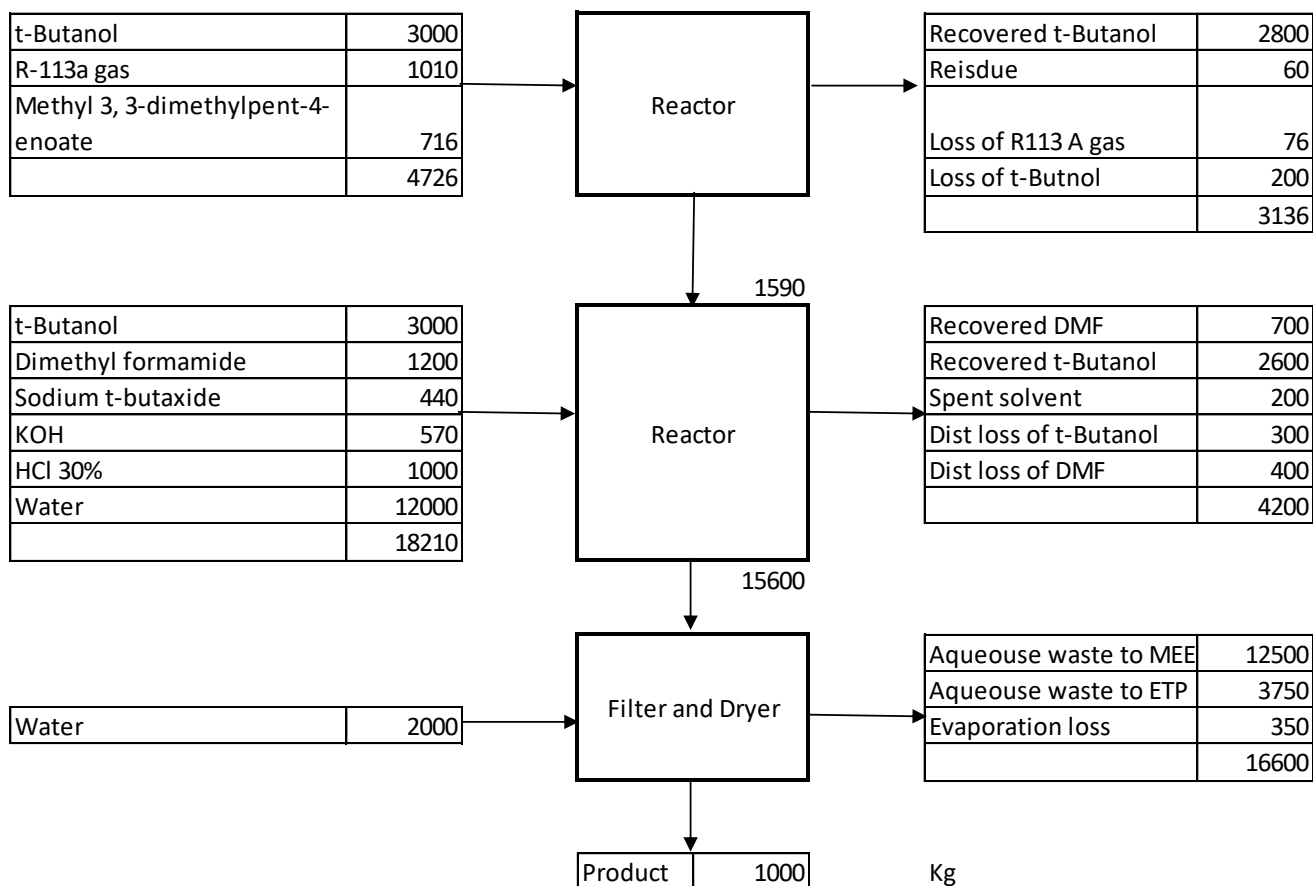 t-Butanol 3000
R-113a gas 1010
Methyl 3, 3-dimethylpent-4-
enoate 716
4726
Reactor
Recovered t-Butanol 2800
Reisdue 60
Loss of R113 A gas 76
Loss of t-Butnol 200
3136
1590
t-Butanol 3000
Dimethyl formamide 1200
Sodium t-butaxide 440
KOH 570
HCl 30% 1000
Water 12000
18210
Reactor
Recovered DMF 700
Recovered t-Butanol 2600
Spent solvent 200
Dist loss of t-Butanol 300
Dist loss of DMF 400
4200
15600
Water 2000
Filter and Dryer
Aqueouse waste to MEE 12500
Aqueouse waste to ETP 3750
Evaporation loss 350
16600
Product 1000 Kg